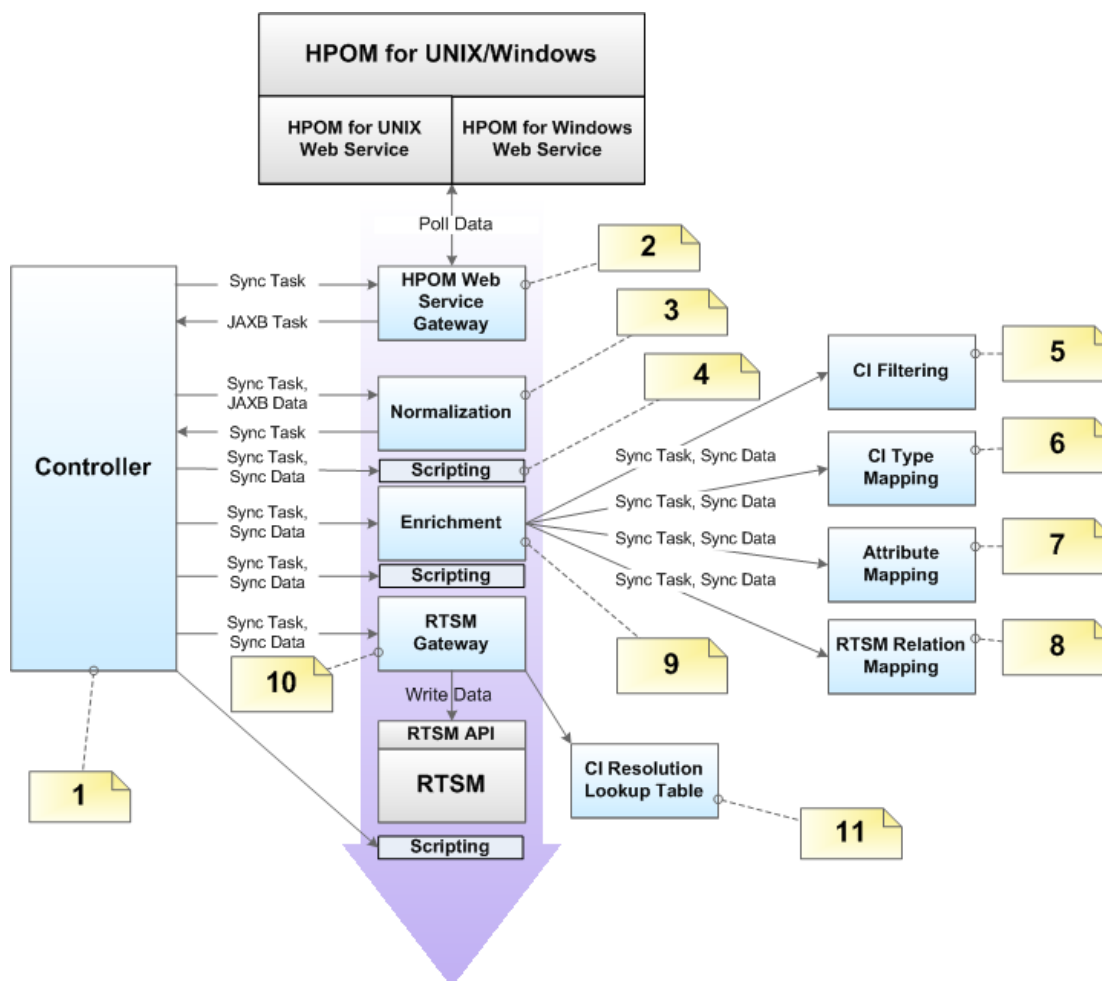 HPOM for UNIX/Windows
HPOM for UNIX
Web Service
HPOM for Windows
Web Service
Poll Data
2
Sync Task
HPOM Web
Service
Gateway
JAXB Task
3
4
5
CI Filtering
Sync Task,
JAXB Data
Normalization
Sync Task
Controller
Sync Task,
Sync Data
Scripting
Sync Task, Sync Data
6
CI Type
Mapping
Sync Task,
Sync Data
Enrichment
Sync Task, Sync Data
Sync Task, Sync Data
7
Attribute
Mapping
Sync Task,
Sync Data
Scripting
Sync Task, Sync Data
Sync Task,
Sync Data
RTSM
Gateway
8
RTSM Relation
Mapping
9
10
Write Data
RTSM API
RTSM
CI Resolution
Lookup Table
1
11
Scripting